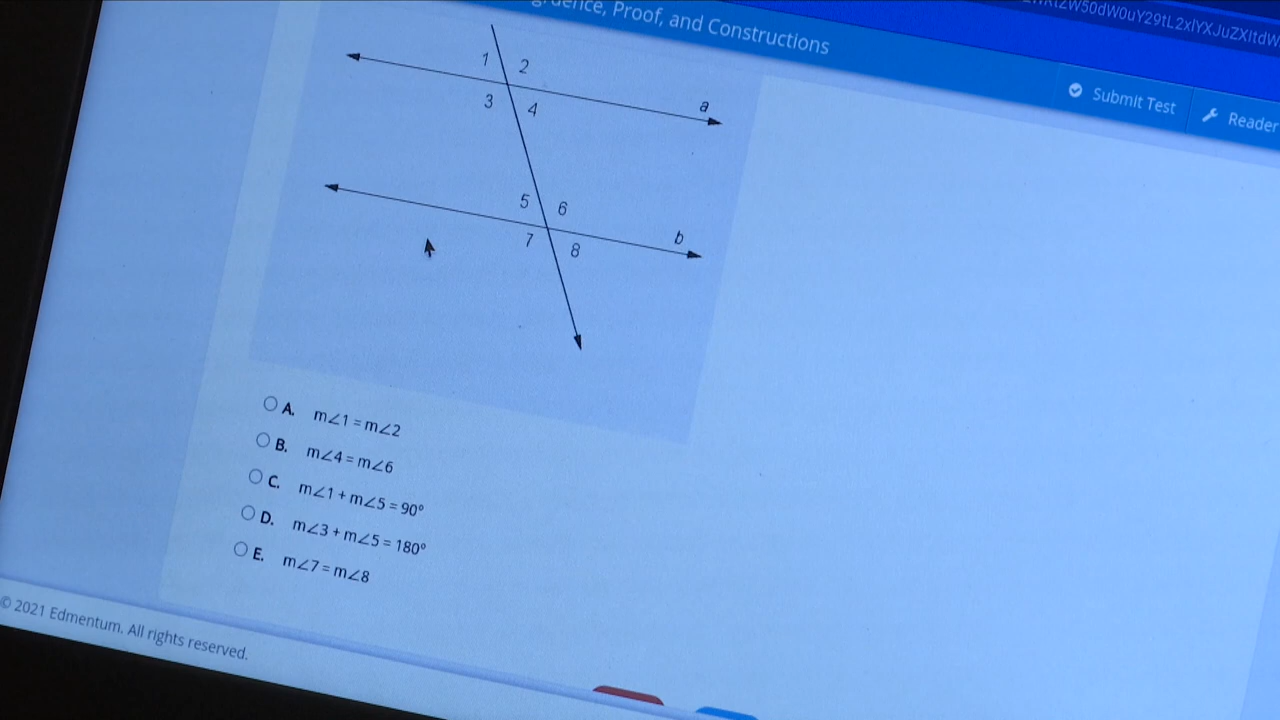 Proof, and Constructions
Submit Test
Reader
1 2
a
3 4
5 6
b
7 8
A. m∠1 = m∠2
B. m∠4 = m∠6
C. m∠1 + m∠5 = 90°
D. m∠3 + m∠5 = 180°
E. m∠7 = m∠8
© 2021 Edmentum. All rights reserved.